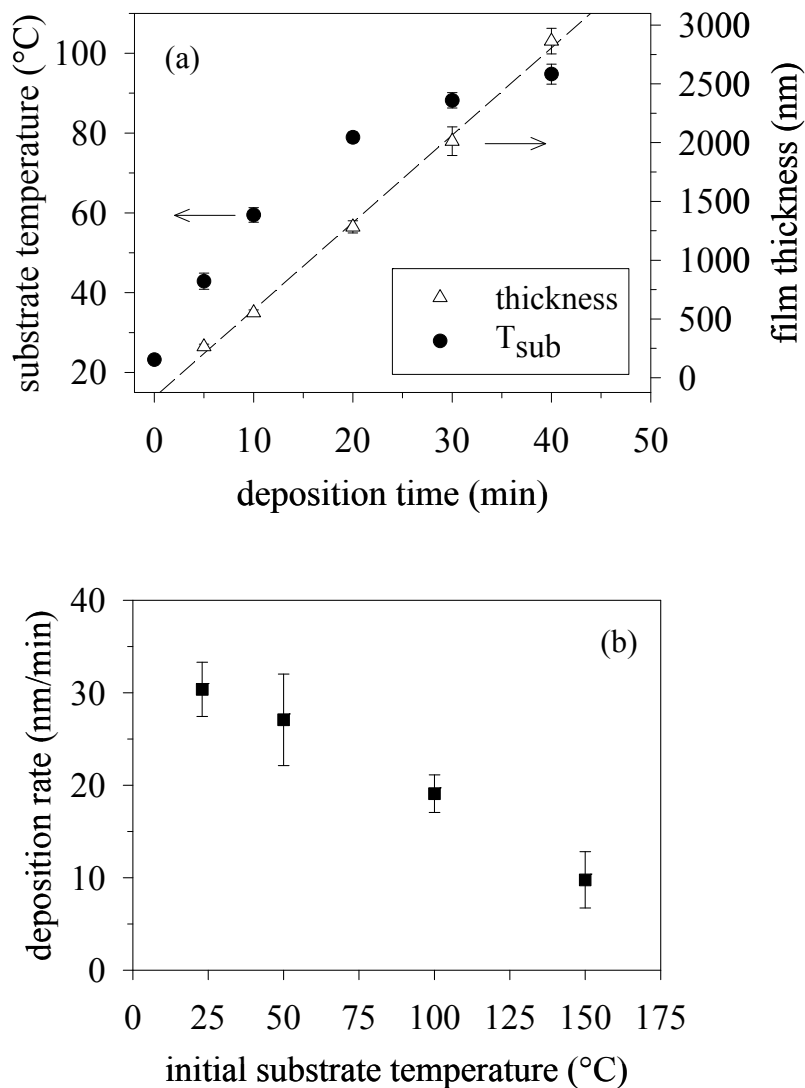 (a)
substrate temperature (°C)
100
80
60
40
20
3000
2500
2000
1500
1000
500
0
film thickness (nm)
thickness
Tsub
0 10 20 30 40 50
deposition time (min)
(b)
deposition rate (nm/min)
40
30
20
10
0
0 25 50 75 100 125 150 175
initial substrate temperature (°C)